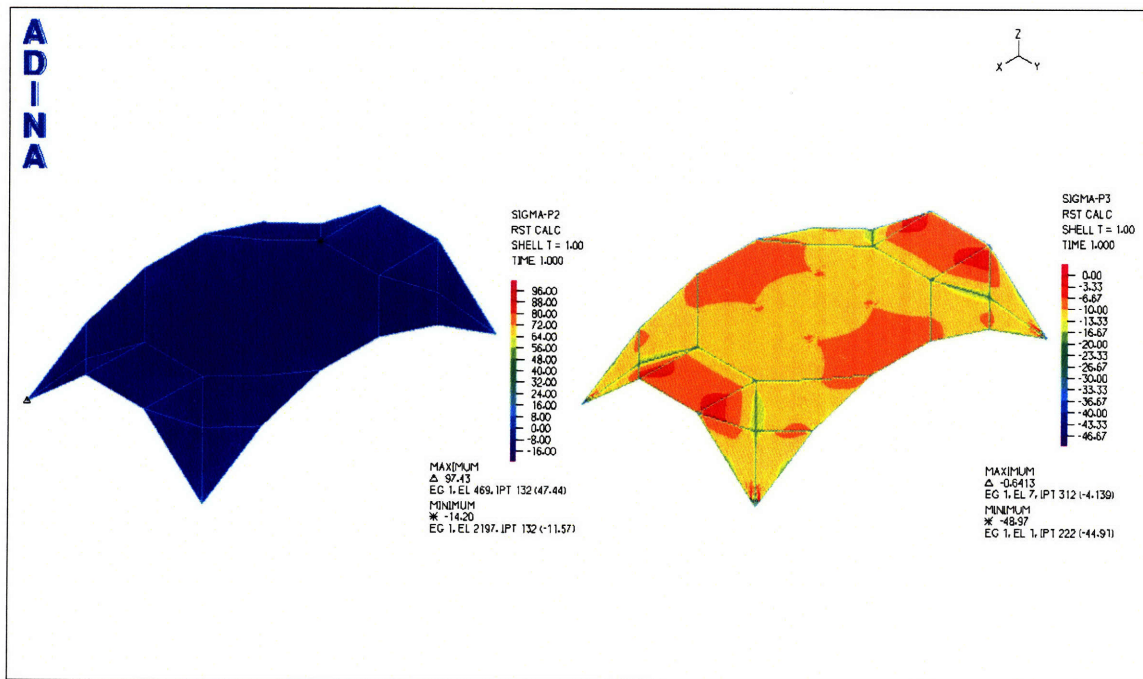 ADINA
Z
X Y
SIGMA-P2
RST CALC
SHELL T = 1.00
TIME 1.000
96.00
88.00
80.00
72.00
64.00
56.00
48.00
40.00
32.00
24.00
16.00
8.00
0.00
-8.00
-16.00
MAXIMUM
△ 97.43
EG 1, EL 469, IPT 132 (47.44)
MINIMUM
✳ -14.20
EG 1, EL 2197, IPT 132 (-11.57)
SIGMA-P3
RST CALC
SHELL T = 1.00
TIME 1.000
0.00
-3.33
-6.67
-10.00
-13.33
-16.67
-20.00
-23.33
-26.67
-30.00
-33.33
-36.67
-40.00
-43.33
-46.67
MAXIMUM
△ -0.6413
EG 1, EL 7, IPT 312 (-4.139)
MINIMUM
✳ -48.97
EG 1, EL 1, IPT 222 (-44.91)